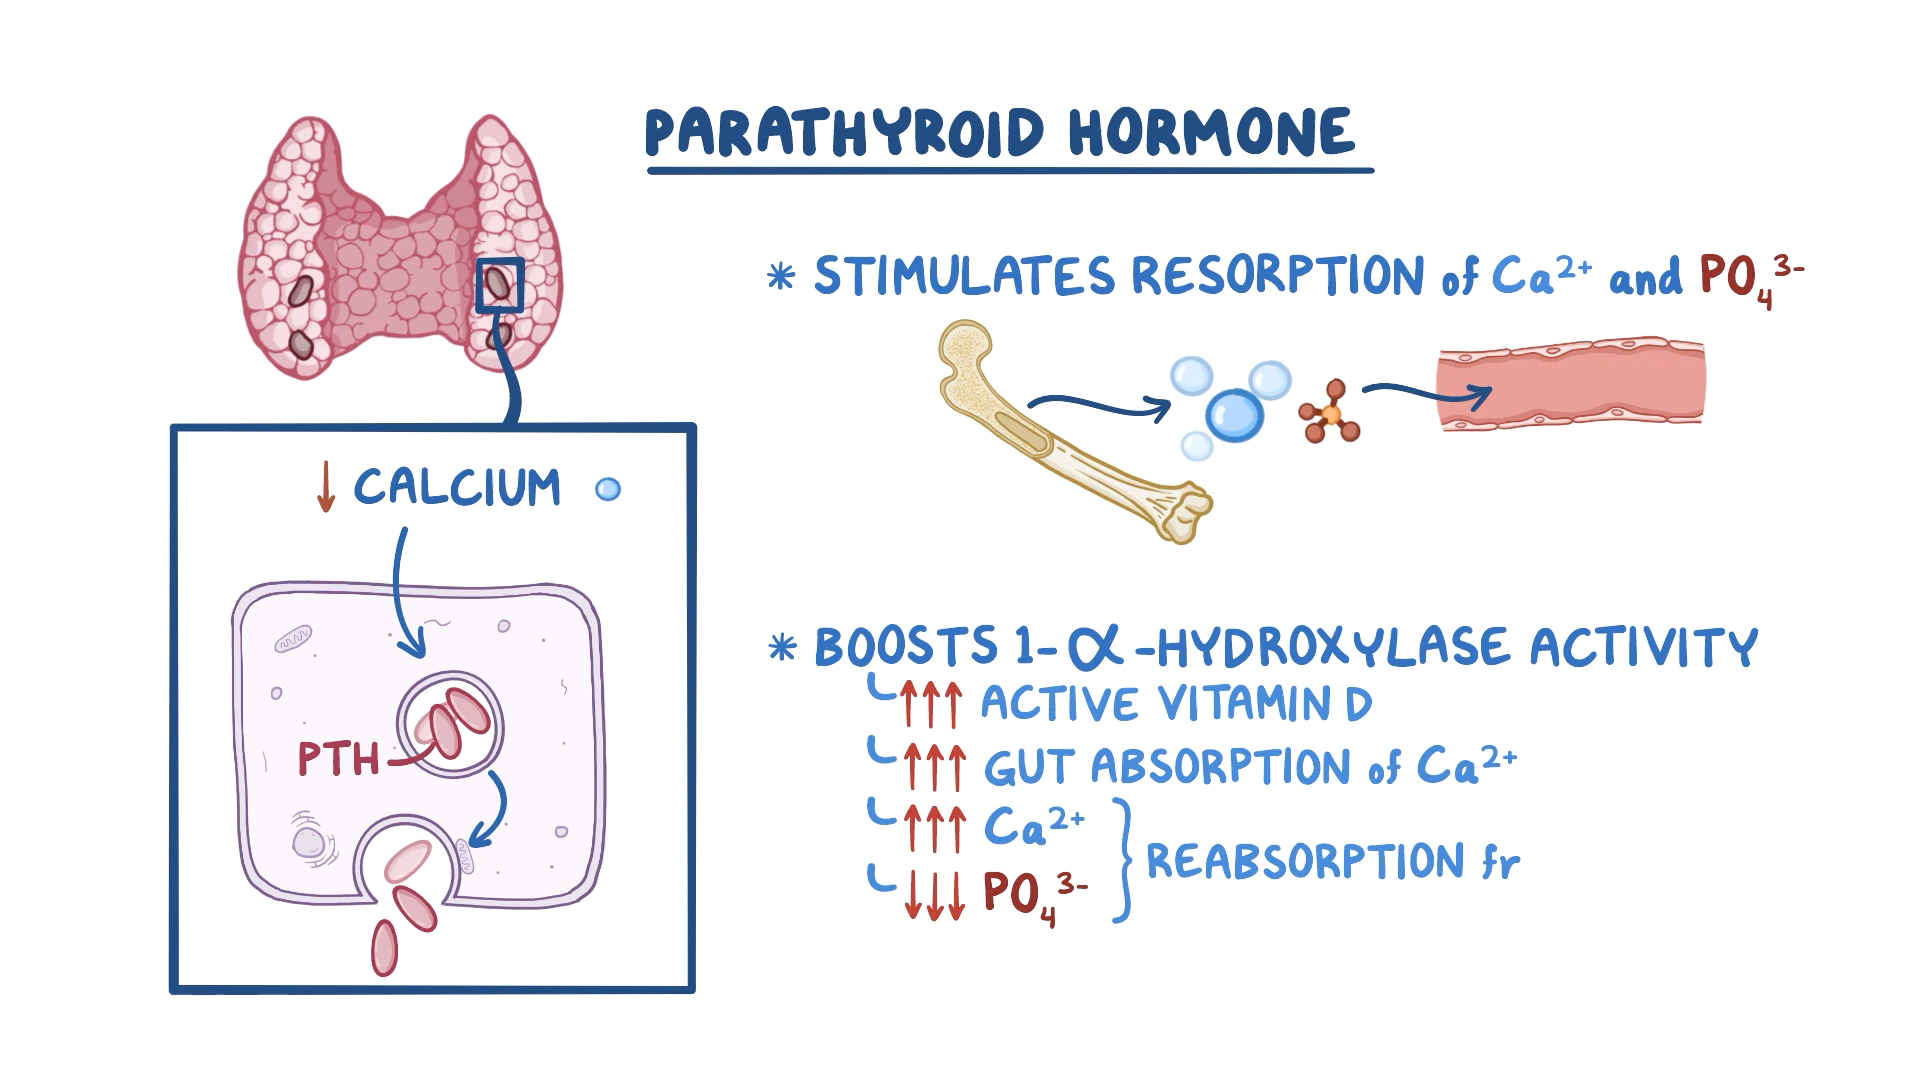 PARATHYROID HORMONE
* STIMULATES RESORPTION of Ca²⁺ and PO₄³⁻
↓ CALCIUM
PTH
* BOOSTS 1-α-HYDROXYLASE ACTIVITY
↑↑↑ ACTIVE VITAMIN D
↑↑↑ GUT ABSORPTION of Ca²⁺
↑↑↑ Ca²⁺
↓↓↓ PO₄³⁻
REABSORPTION fr